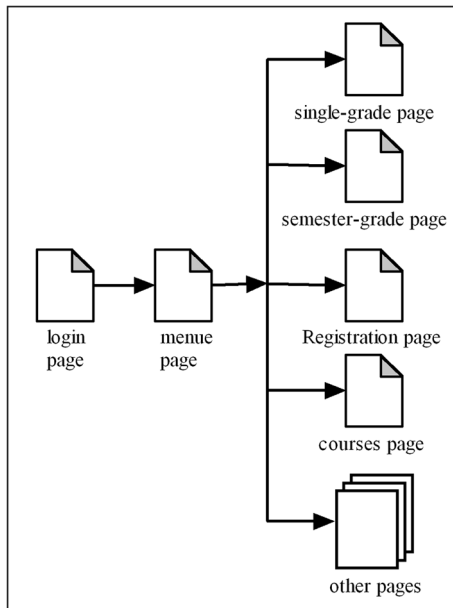 single-grade page
semester-grade page
login
page
menue
page
Registration page
courses page
other pages